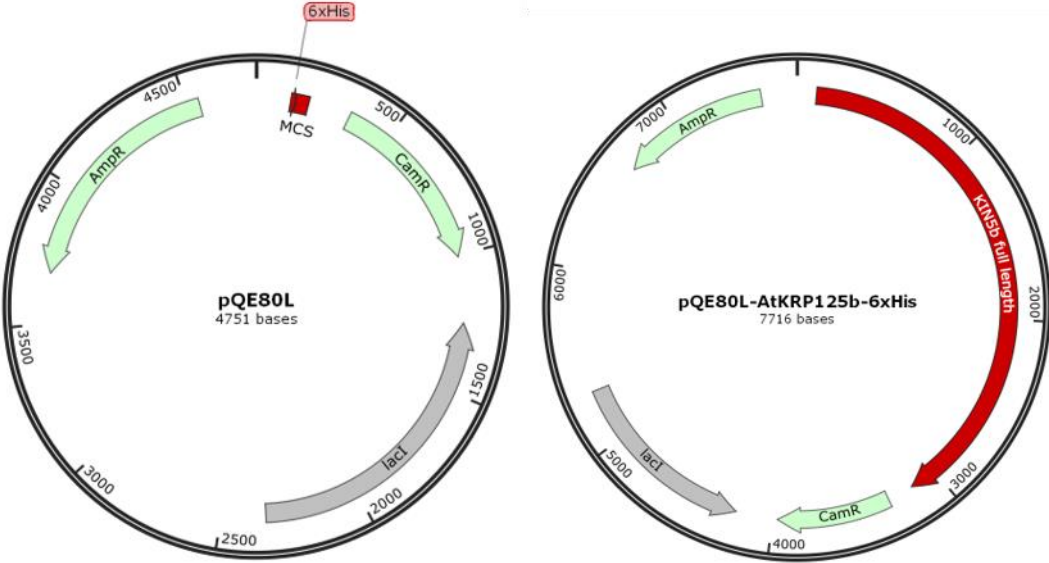 6xHis
MCS
500
CamR
1000
1500
lacI
2000
2500
3000
3500
4000
AmpR
4500
pQE80L
4751 bases
1000
KIN5b full length
2000
3000
CamR
4000
lacI
5000
6000
AmpR
7000
pQE80L-AtKRP125b-6xHis
7716 bases